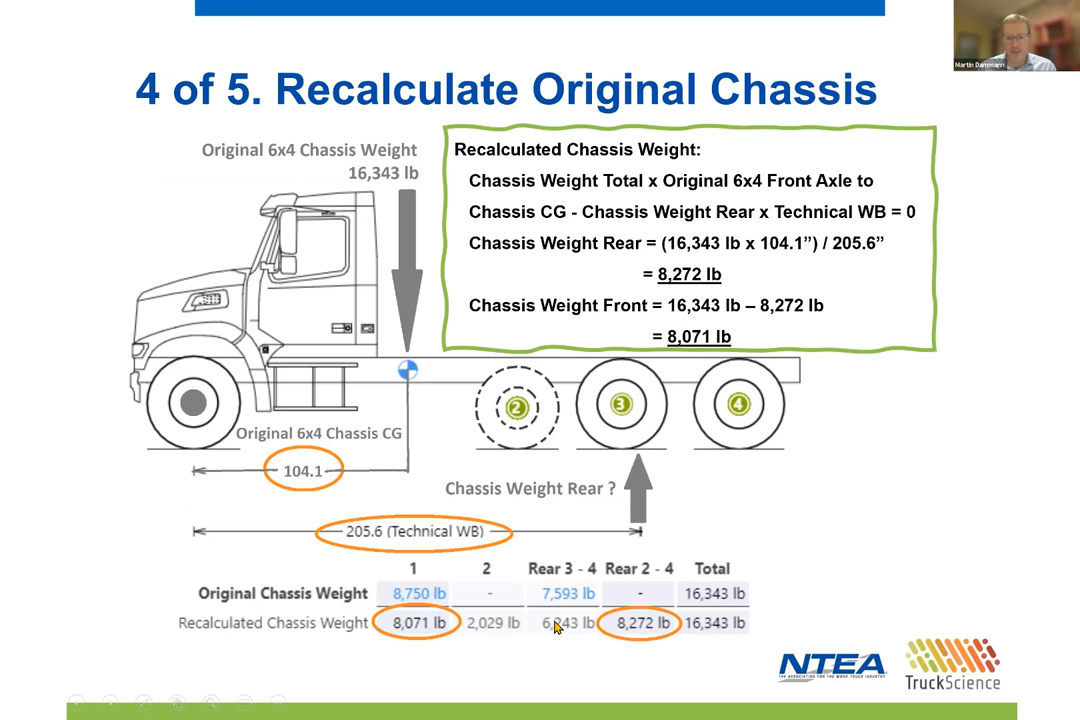 Martin Dammann
4 of 5. Recalculate Original Chassis
Original 6x4 Chassis Weight
16,343 lb
Recalculated Chassis Weight:
Chassis Weight Total x Original 6x4 Front Axle to
Chassis CG - Chassis Weight Rear x Technical WB = 0
Chassis Weight Rear = (16,343 lb x 104.1”) / 205.6”
= 8,272 lb
Chassis Weight Front = 16,343 lb – 8,272 lb
= 8,071 lb
2 3 4
Original 6x4 Chassis CG
104.1
Chassis Weight Rear ?
205.6 (Technical WB)
1 2 Rear 3 - 4 Rear 2 - 4 Total
Original Chassis Weight 8,750 lb - 7,593 lb - 16,343 lb
Recalculated Chassis Weight 8,071 lb 2,029 lb 6,243 lb 8,272 lb 16,343 lb
NTEA
THE ASSOCIATION FOR THE WORK TRUCK INDUSTRY
TruckScience